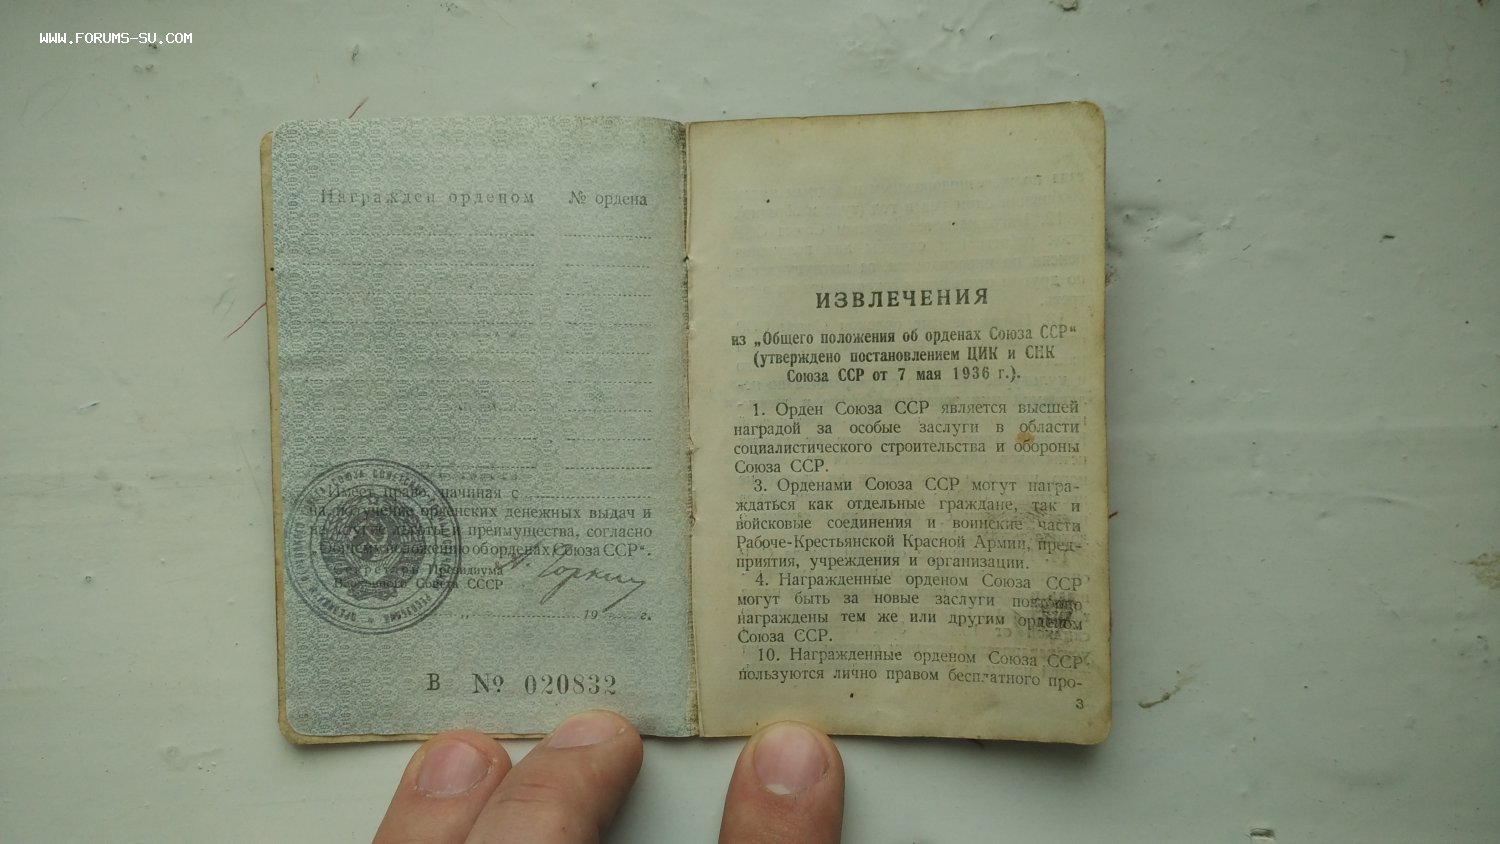 WWW.FORUMS-SU.COM
Награжден орденом № ордена
Имеет право, начиная с
на получение орденских денежных выдач и
на другие льготы и преимущества, согласно
„Общему положению об орденах Союза ССР“.
Секретарь Президиума
Верховного Совета СССР
А. Горкин
„ 19 г.
В № 020832
ИЗВЛЕЧЕНИЯ
из „Общего положения об орденах Союза ССР“
(утверждено постановлением ЦИК и СНК
Союза ССР от 7 мая 1936 г.).
1. Орден Союза ССР является высшей
наградой за особые заслуги в области
социалистического строительства и обороны
Союза ССР.
3. Орденами Союза ССР могут награ-
ждаться как отдельные граждане, так и
войсковые соединения и воинские части
Рабоче-Крестьянской Красной Армии, пред-
приятия, учреждения и организации.
4. Награжденные орденом Союза ССР
могут быть за новые заслуги повторно
награждены тем же или другим орденом
Союза ССР.
10. Награжденные орденом Союза ССР
пользуются лично правом бесплатного про-
3